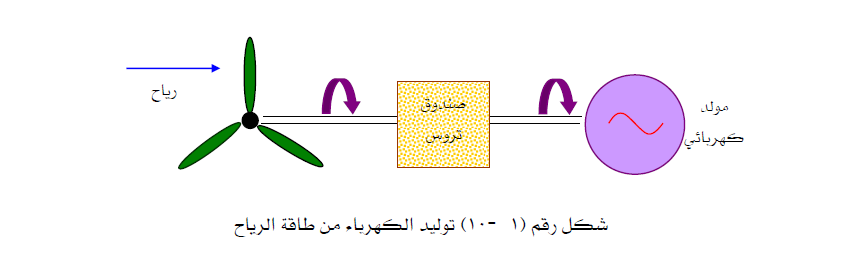 رياح
صندوق
تروس
مولد
كهربائي
شكل رقم (١ -١٠) توليد الكهرباء من طاقة الرياح